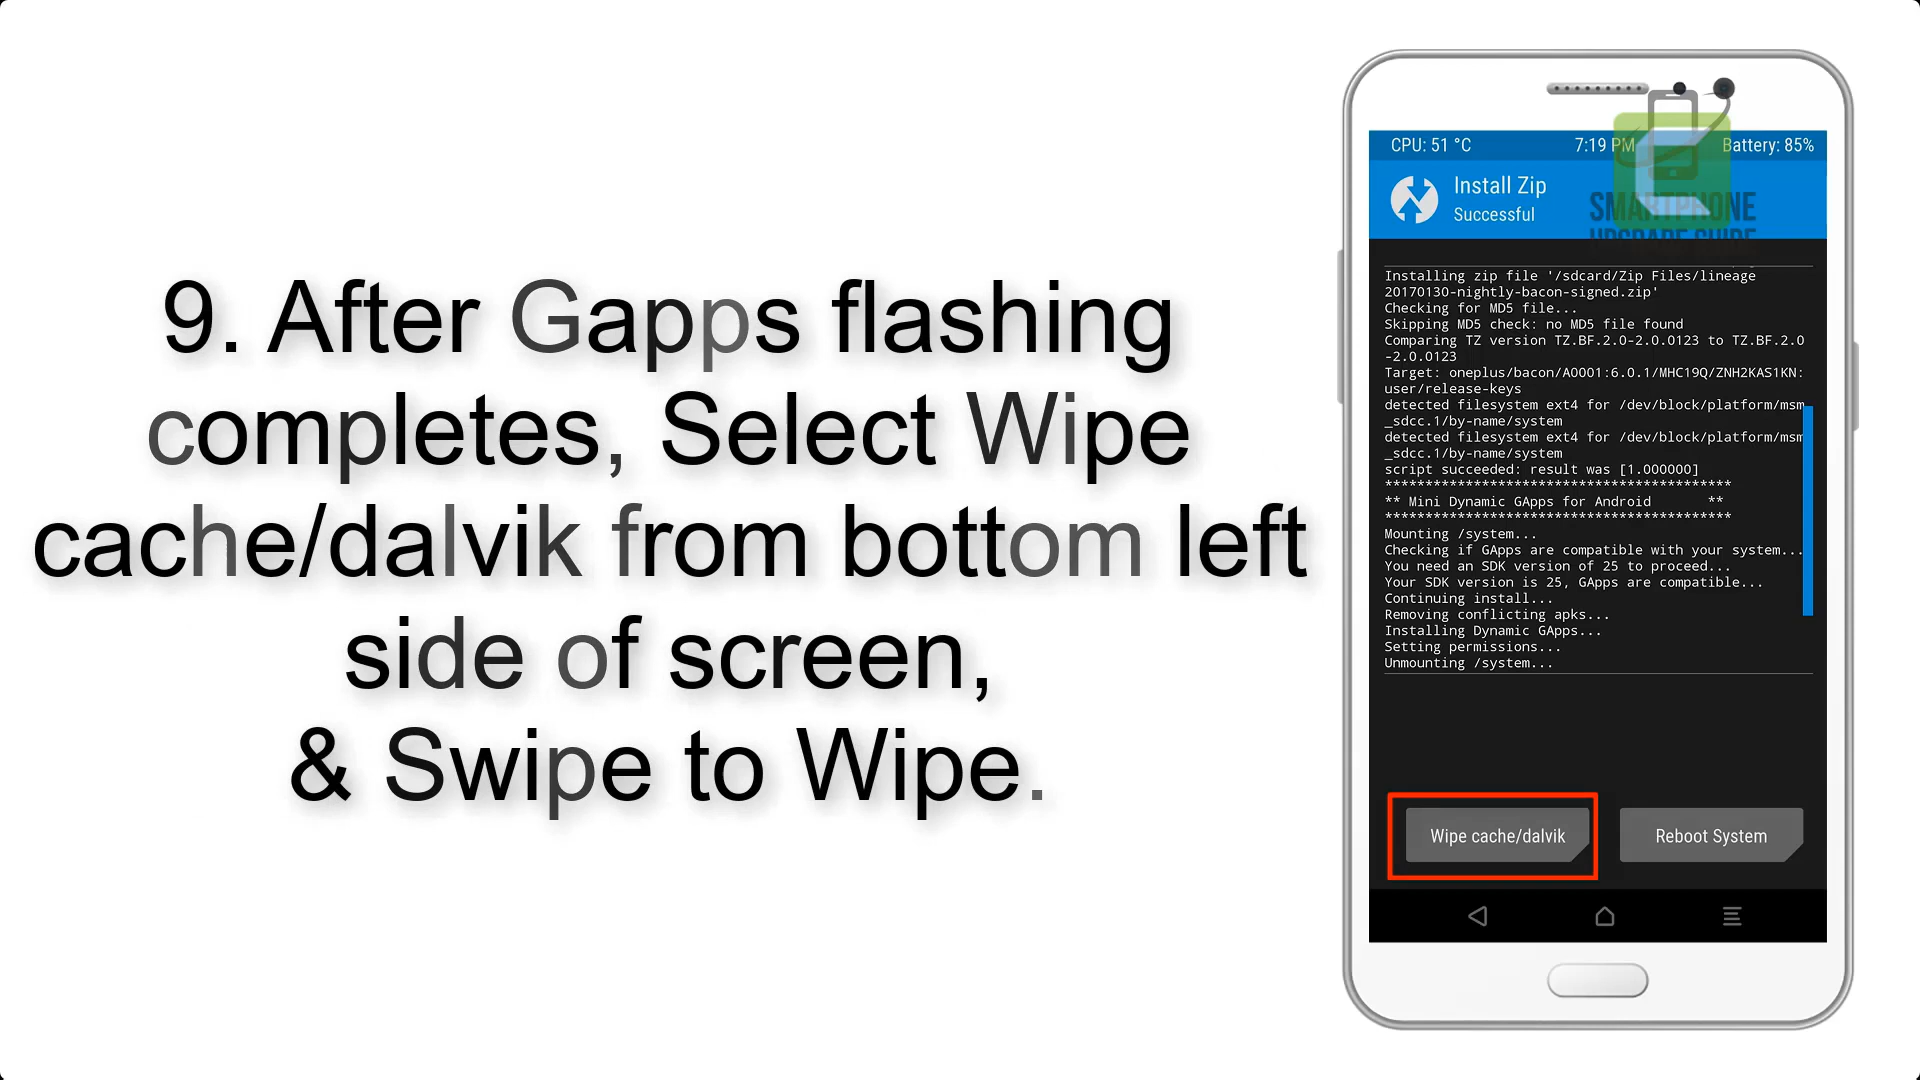 9. After Gapps flashing
completes, Select Wipe
cache/dalvik from bottom left
side of screen,
& Swipe to Wipe.
CPU: 51 °C 7:19 PM Battery: 85%
Install Zip
Successful
SMARTPHONE
UPGRADE GUIDE
Installing zip file '/sdcard/Zip Files/lineage
20170130-nightly-bacon-signed.zip'
Checking for MD5 file...
Skipping MD5 check: no MD5 file found
Comparing TZ version TZ.BF.2.0-2.0.0123 to TZ.BF.2.0
-2.0.0123
Target: oneplus/bacon/A0001:6.0.1/MHC19Q/ZNH2KAS1KN:
user/release-keys
detected filesystem ext4 for /dev/block/platform/msm
_sdcc.1/by-name/system
detected filesystem ext4 for /dev/block/platform/msm
_sdcc.1/by-name/system
script succeeded: result was [1.000000]
*******************************************
** Mini Dynamic GApps for Android **
*******************************************
Mounting /system...
Checking if GApps are compatible with your system...
You need an SDK version of 25 to proceed...
Your SDK version is 25, GApps are compatible...
Continuing install...
Removing conflicting apks...
Installing Dynamic GApps...
Setting permissions...
Unmounting /system...
Wipe cache/dalvik Reboot System